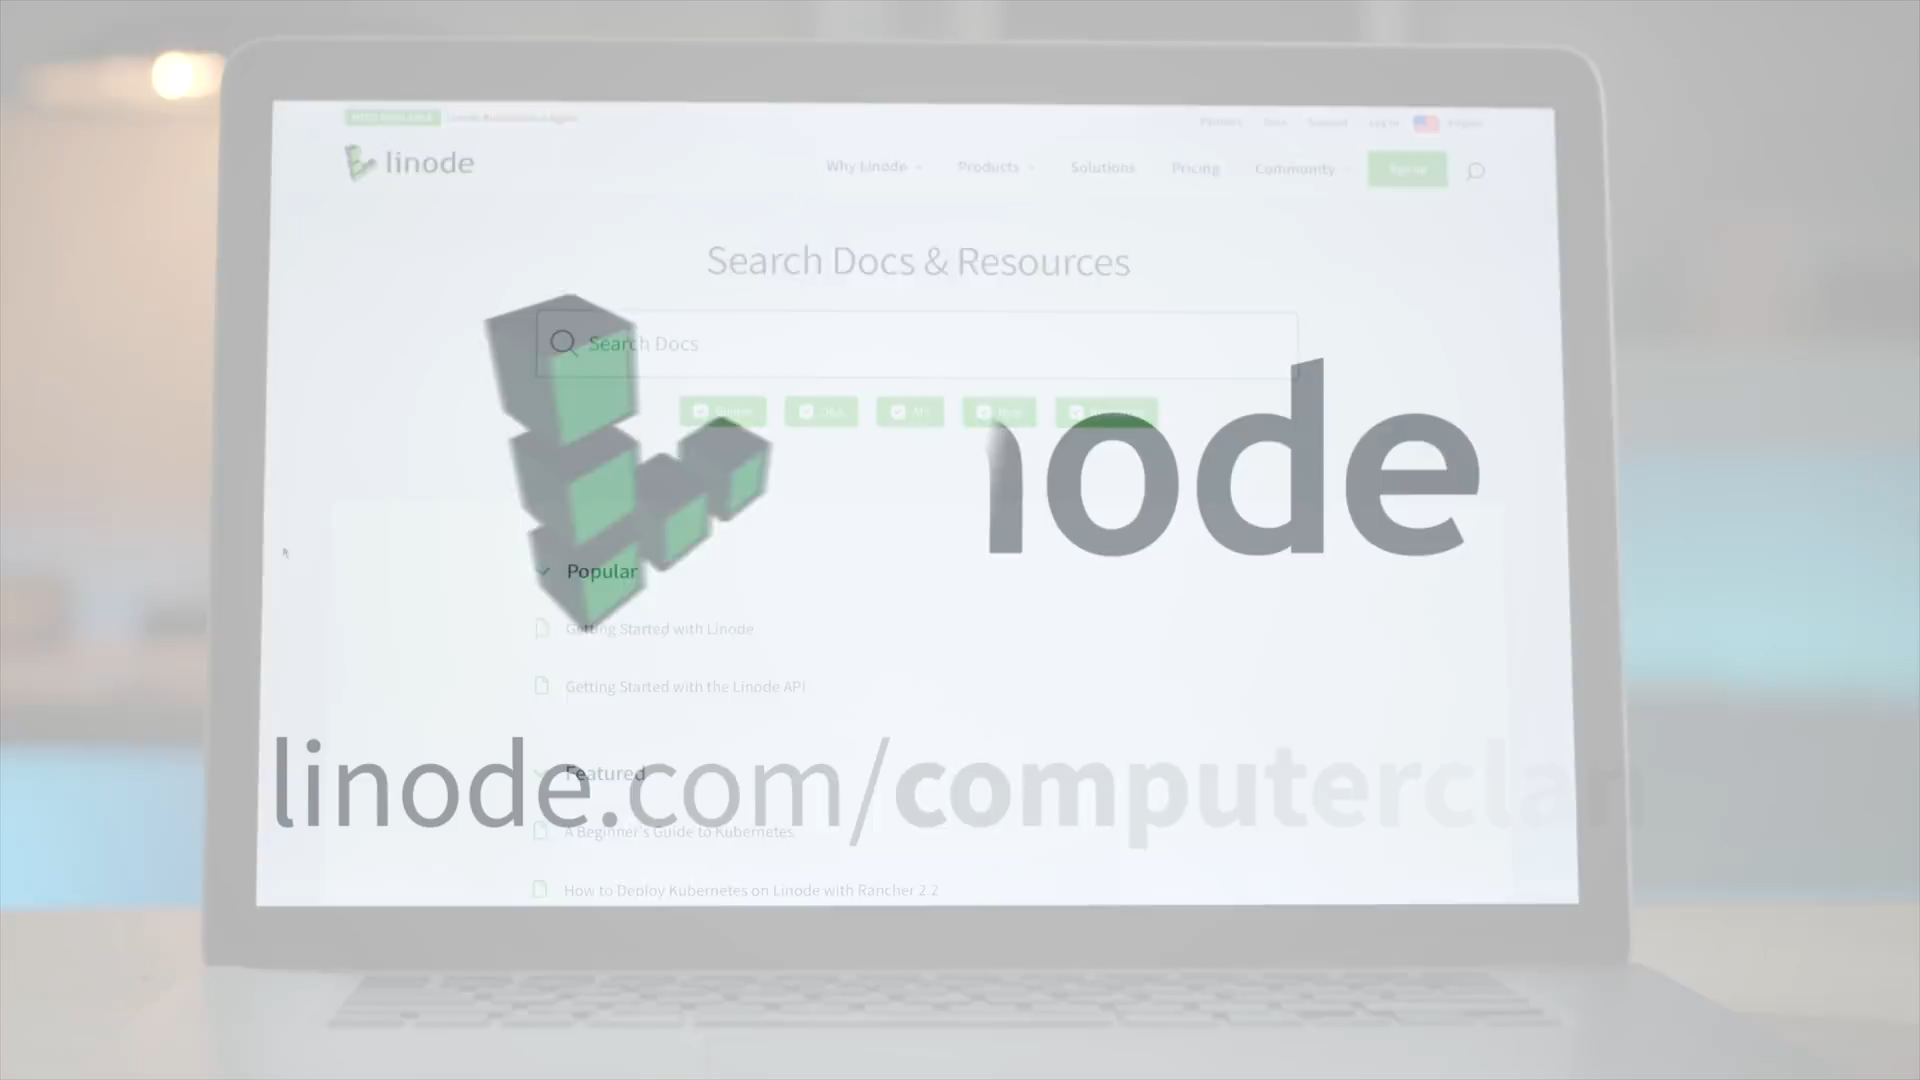 linode
Why Linode
Products
Solutions
Pricing
Community
Search Docs & Resources
Search Docs
ode
Popular
Getting Started with Linode
Getting Started with the Linode API
linode.com/computerclan
Featured
A Beginner's Guide to Kubernetes
How to Deploy Kubernetes on Linode with Rancher 2.2